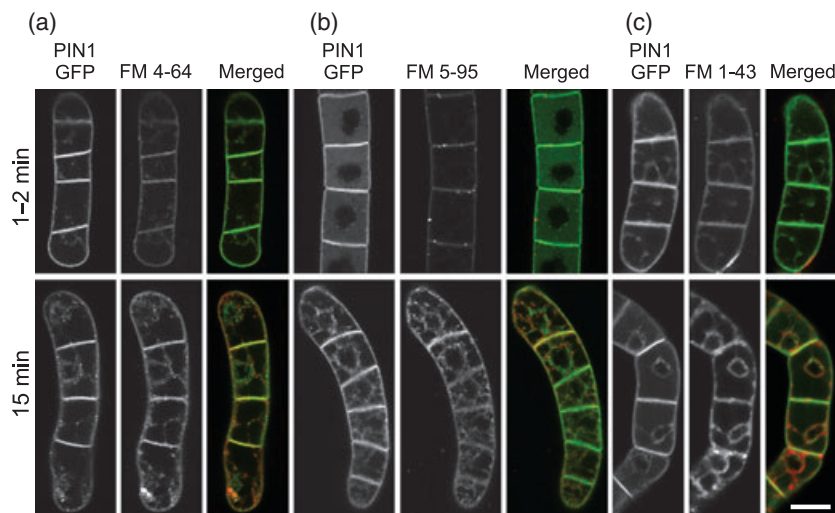 (a) (b) (c)
PIN1 PIN1 PIN1
GFP FM 4-64 Merged GFP FM 5-95 Merged GFP FM 1-43 Merged
1–2 min
15 min